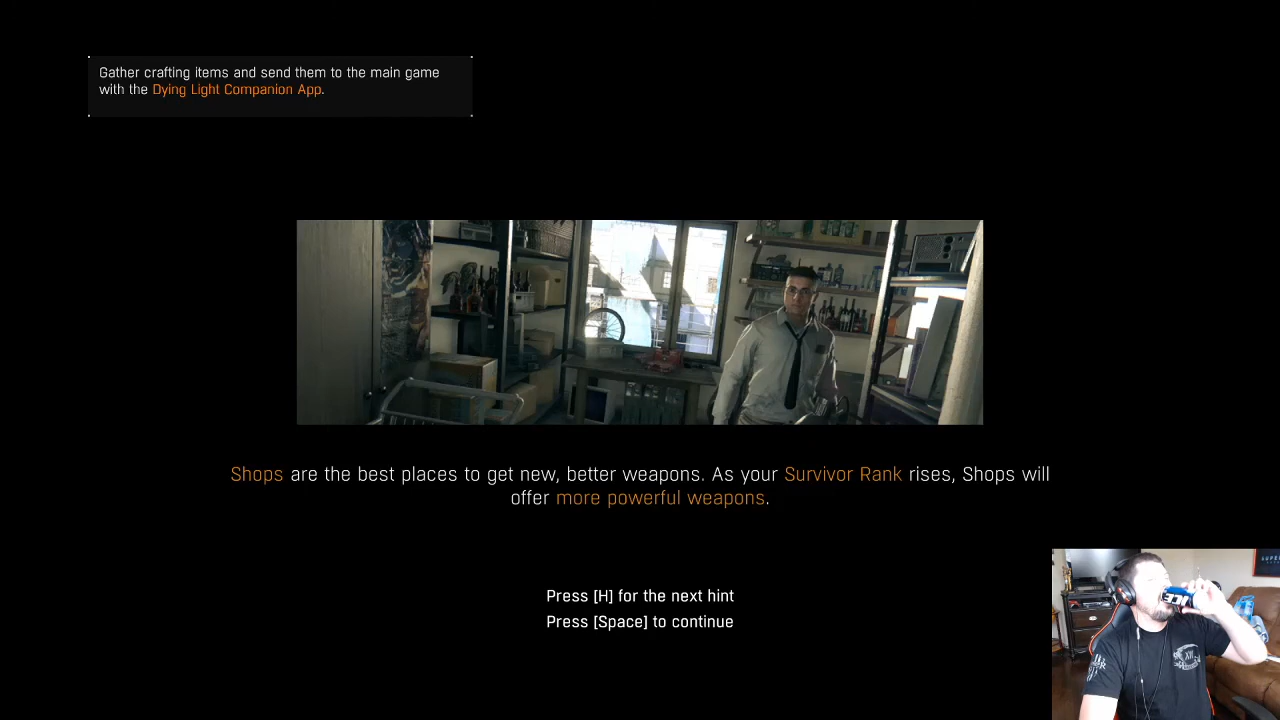 Gather crafting items and send them to the main game
with the Dying Light Companion App.
Shops are the best places to get new, better weapons. As your Survivor Rank rises, Shops will
offer more powerful weapons.
Press [H] for the next hint
Press [Space] to continue
ICE